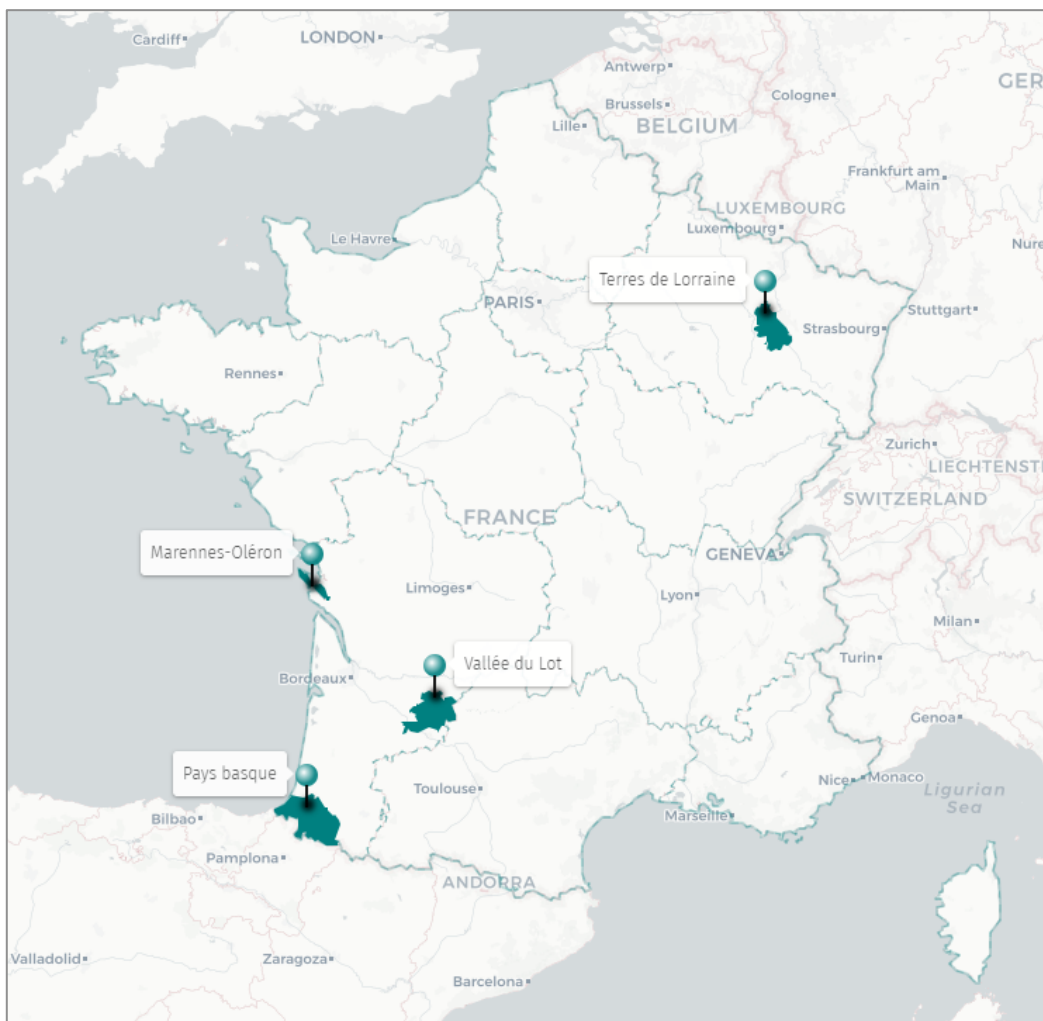 Cardiff
LONDON
Antwerp
Cologne
GER
Brussels
Lille
BELGIUM
Frankfurt am
Main
LUXEMBOURG
Luxembourg
Le Havre
Nure
Terres de Lorraine
PARIS
Stuttgart
Strasbourg
Rennes
Zurich
LIECHTENSTE
SWITZERLAND
FRANCE
Marennes-Oléron
GENEVA
Limoges
Lyon
Milan
Vallée du Lot
Turin
Bordeaux
Genoa
Pays basque
Nice
Monaco
Toulouse
Ligurian
Sea
Bilbao
Marseille
Pamplona
ANDORRA
Valladolid
Zaragoza
Barcelona